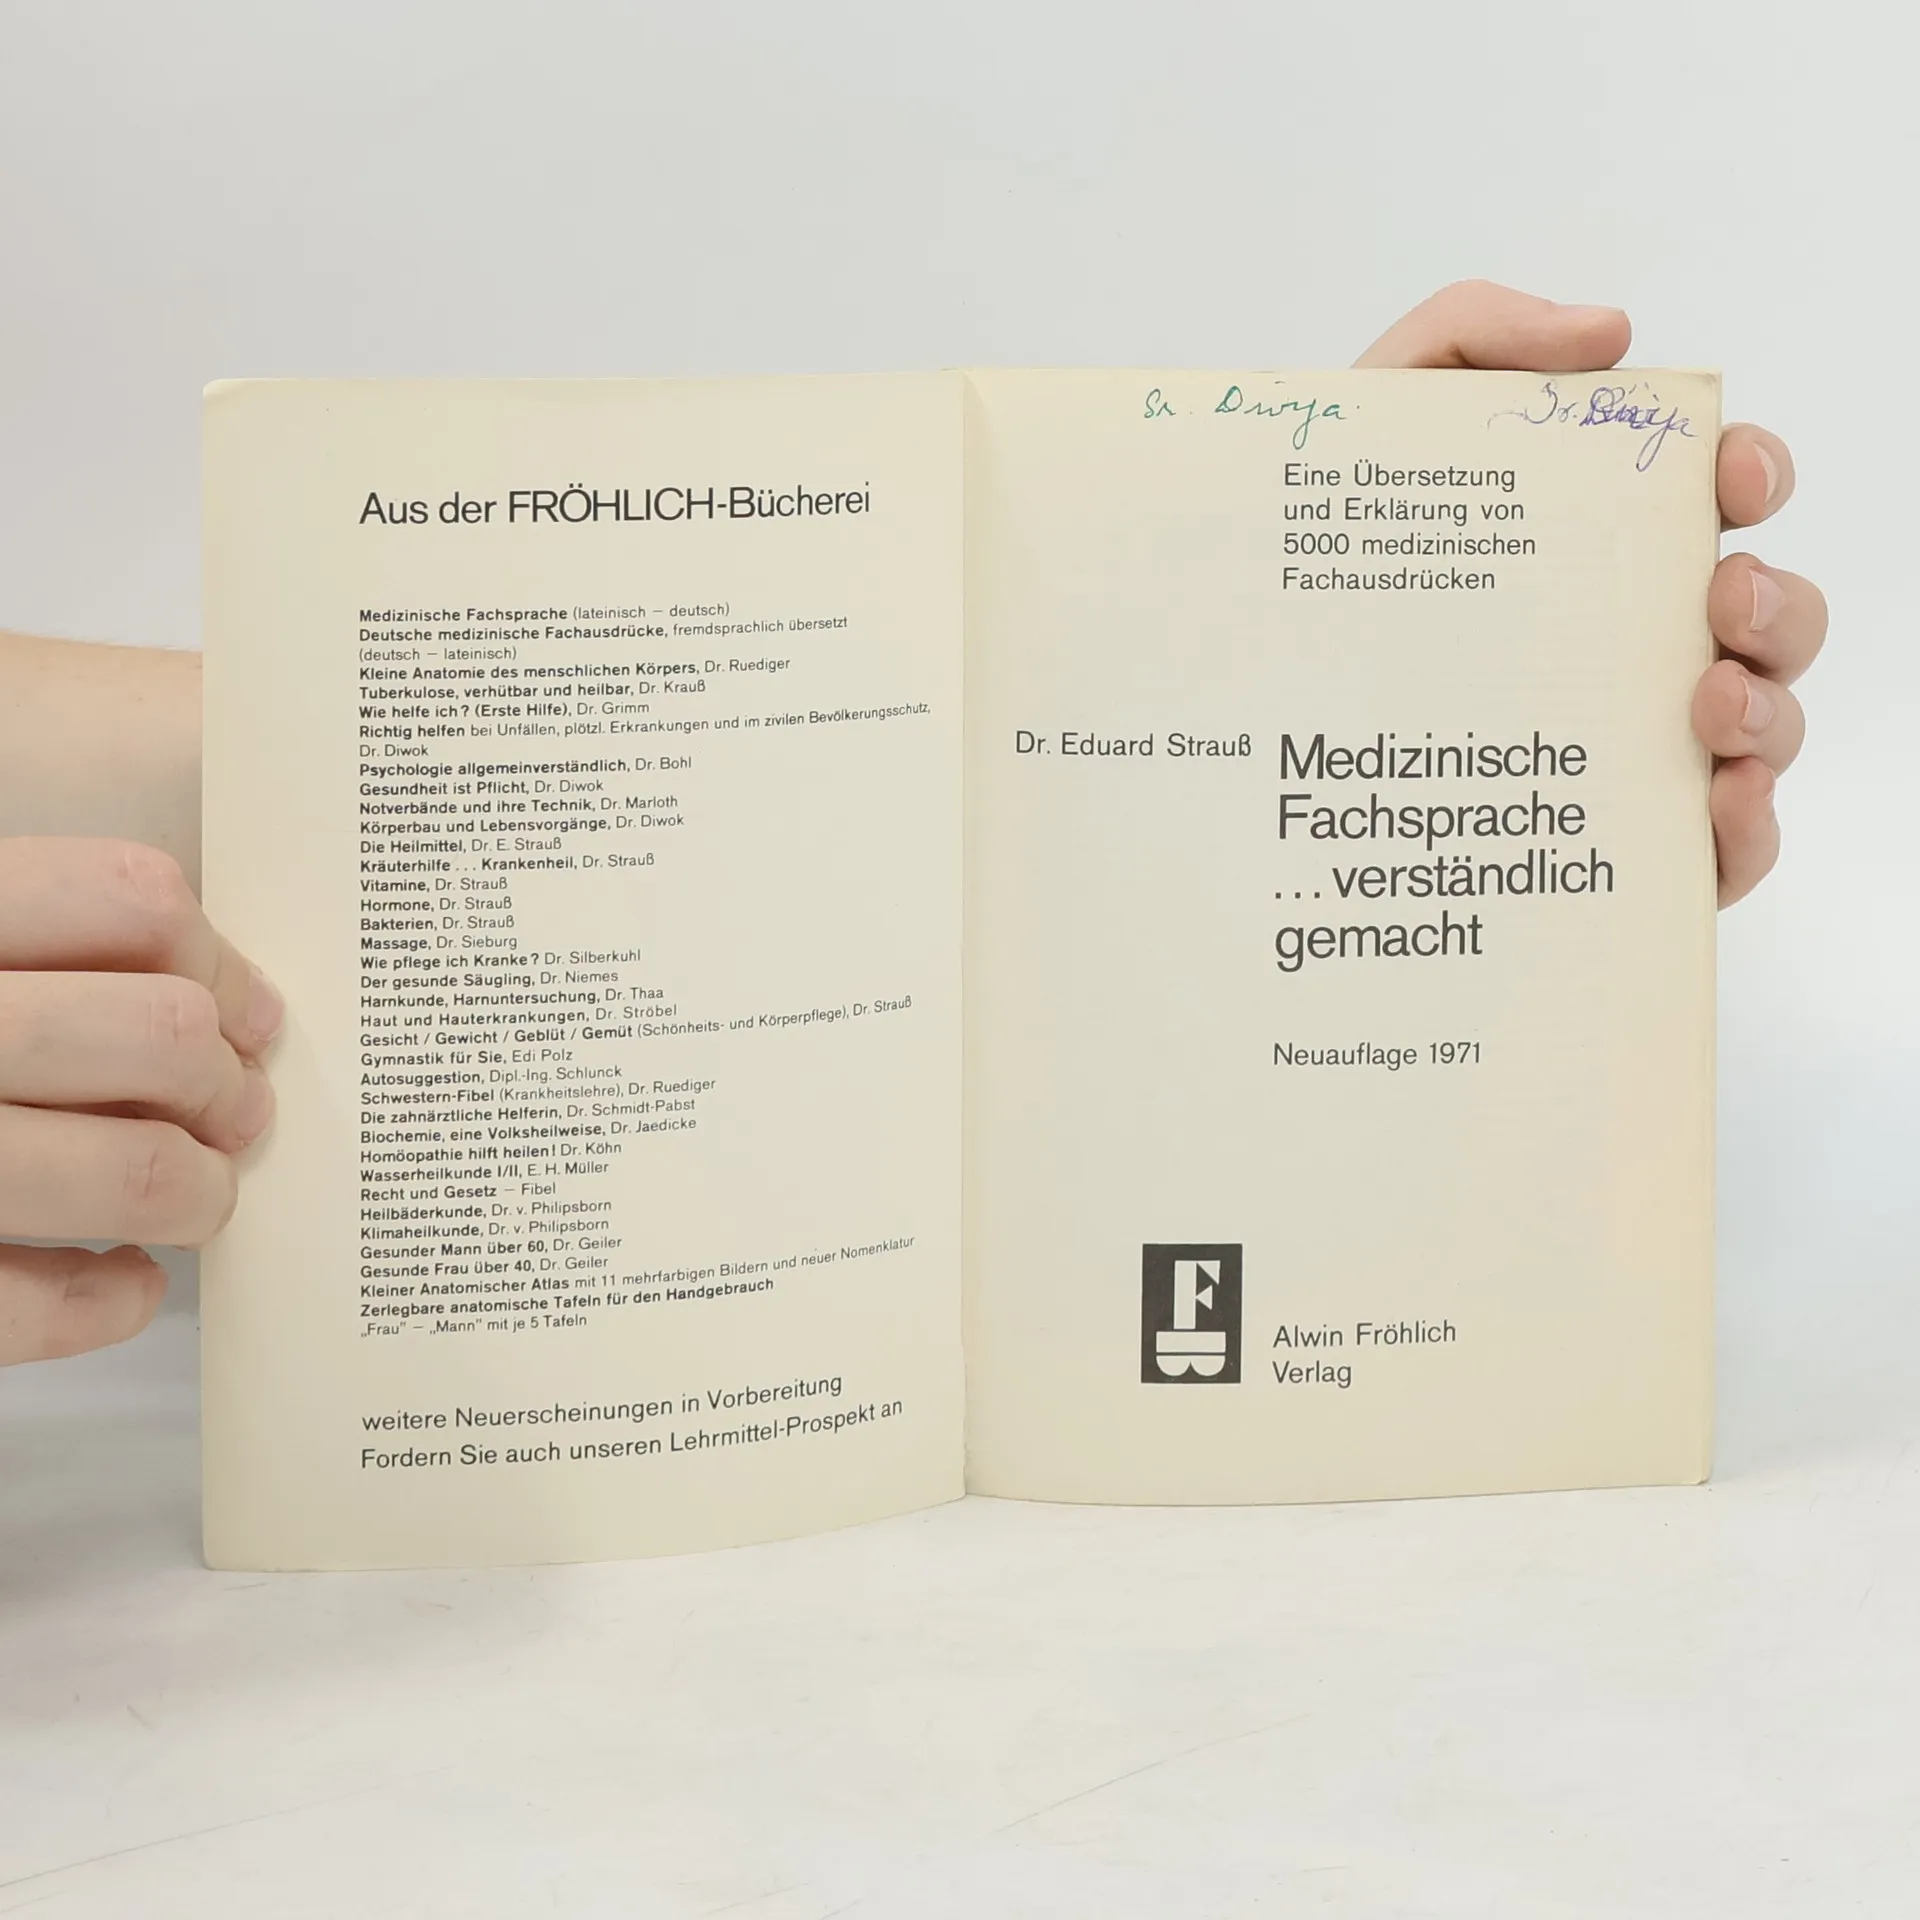 Aus der FRÖHLICH-Bücherei
Medizinische Fachsprache (lateinisch – deutsch)
Deutsche medizinische Fachausdrücke, fremdsprachlich übersetzt
(deutsch – lateinisch)
Kleine Anatomie des menschlichen Körpers, Dr. Ruediger
Tuberkulose, verhütbar und heilbar, Dr. Krauß
Wie helfe ich? (Erste Hilfe), Dr. Grimm
Richtig helfen bei Unfällen, plötzl. Erkrankungen und im zivilen Bevölkerungsschutz,
Dr. Diwok
Psychologie allgemeinverständlich, Dr. Bohl
Gesundheit ist Pflicht, Dr. Diwok
Notverbände und ihre Technik, Dr. Marloth
Körperbau und Lebensvorgänge, Dr. Diwok
Die Heilmittel, Dr. E. Strauß
Kräuterhilfe ... Krankenheil, Dr. Strauß
Vitamine, Dr. Strauß
Hormone, Dr. Strauß
Bakterien, Dr. Strauß
Massage, Dr. Sieburg
Wie pflege ich Kranke? Dr. Silberkuhl
Der gesunde Säugling, Dr. Niemes
Harnkunde, Harnuntersuchung, Dr. Thaa
Haut und Hauterkrankungen, Dr. Ströbel
Gesicht / Gewicht / Geblüt / Gemüt (Schönheits- und Körperpflege), Dr. Strauß
Gymnastik für Sie, Edi Polz
Autosuggestion, Dipl.-Ing. Schlunck
Schwestern-Fibel (Krankheitslehre), Dr. Ruediger
Die zahnärztliche Helferin, Dr. Schmidt-Pabst
Biochemie, eine Volksheilweise, Dr. Jaedicke
Homöopathie hilft heilen! Dr. Köhn
Wasserheilkunde I/II, E. H. Müller
Recht und Gesetz – Fibel
Heilbäderkunde, Dr. v. Philipsborn
Klimaheilkunde, Dr. v. Philipsborn
Gesunder Mann über 60, Dr. Geiler
Gesunde Frau über 40, Dr. Geiler
Kleiner Anatomischer Atlas mit 11 mehrfarbigen Bildern und neuer Nomenklatur
Zerlegbare anatomische Tafeln für den Handgebrauch
„Frau" – „Mann" mit je 5 Tafeln
weitere Neuerscheinungen in Vorbereitung
Fordern Sie auch unseren Lehrmittel-Prospekt an
Sr. Divya.
Eine Übersetzung
und Erklärung von
5000 medizinischen
Fachausdrücken
Dr. Eduard Strauß
Medizinische
Fachsprache
...verständlich
gemacht
Neuauflage 1971
Alwin Fröhlich
Verlag